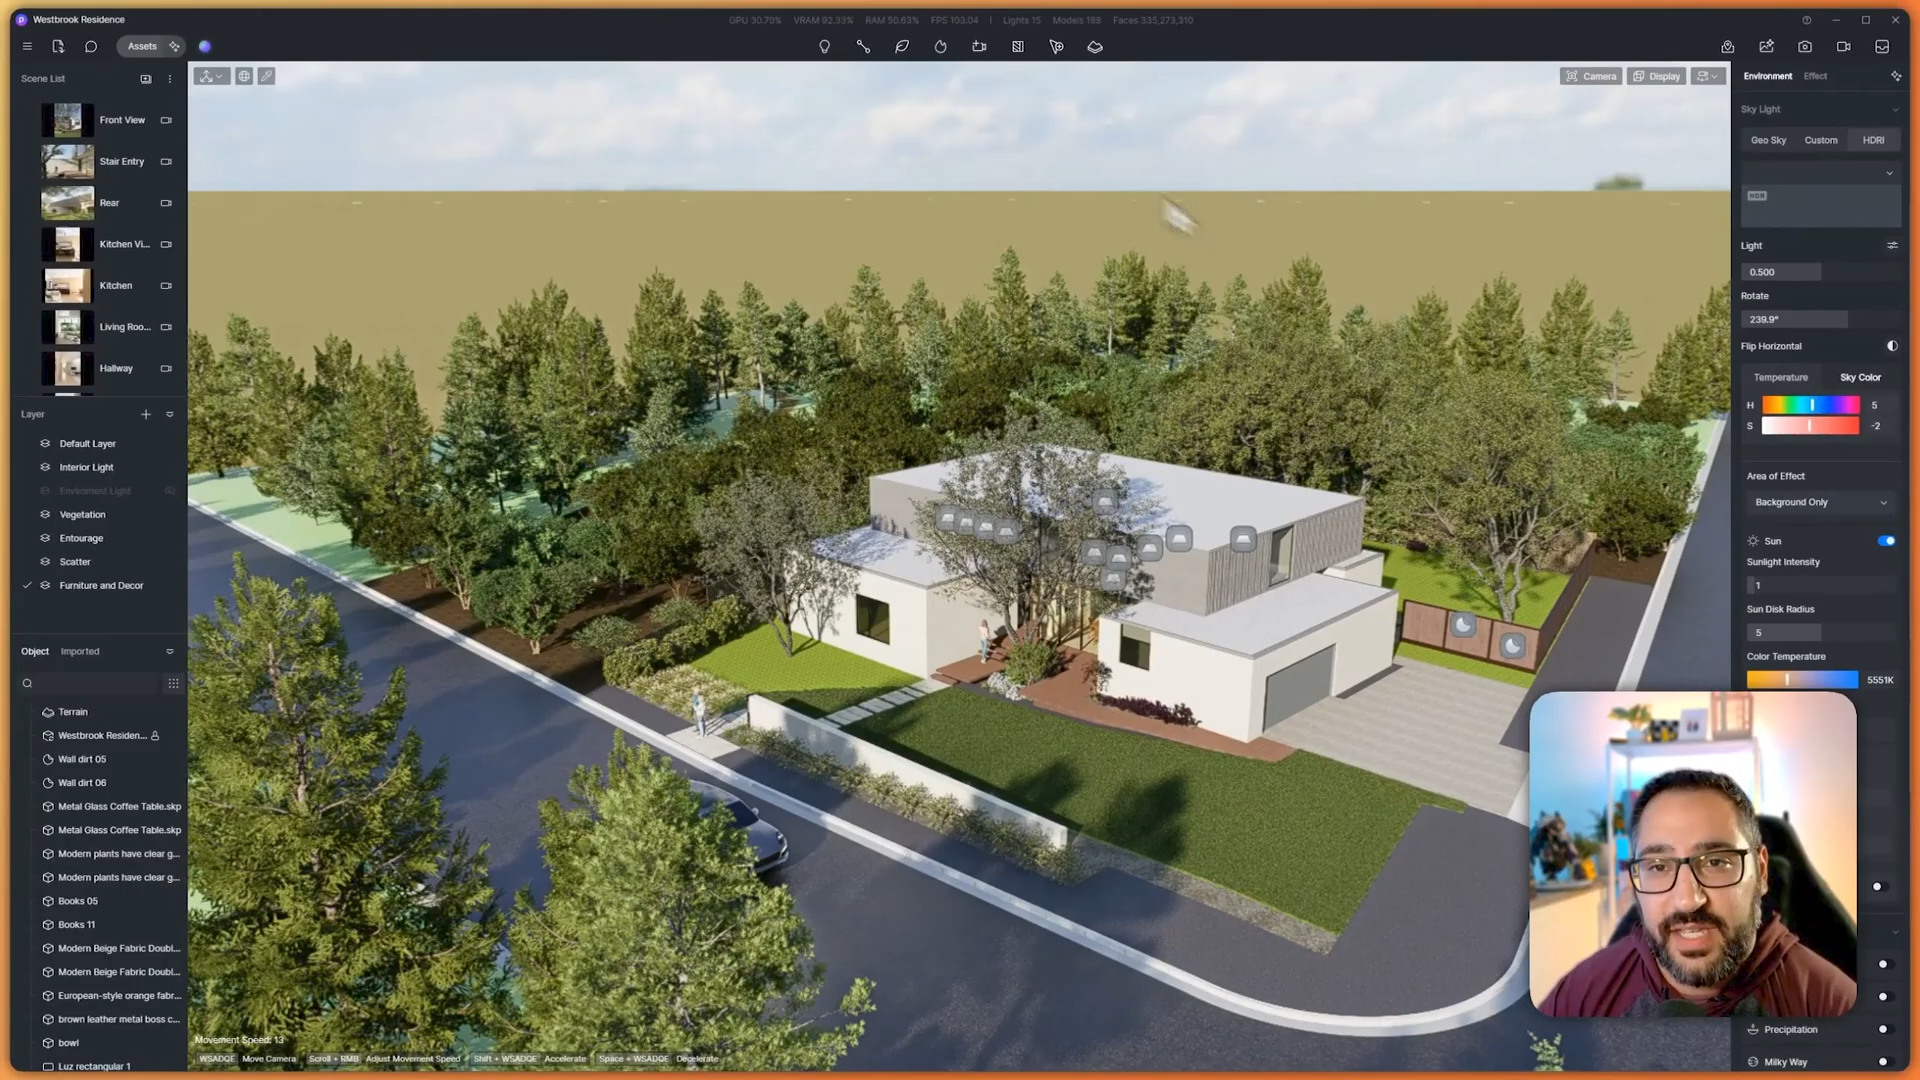 Westbrook Residence
GPU 30.70% VRAM 92.33% RAM 50.63% FPS 103.04 | Lights 15 Models 168 Faces 335,273,310
Assets
Scene List
Front View
Stair Entry
Rear
Kitchen Vi...
Kitchen
Living Roo...
Hallway
Layer
Default Layer
Interior Light
Enviroment Light
Vegetation
Entourage
Scatter
Furniture and Decor
Object Imported
Terrain
Westbrook Residen...
Wall dirt 05
Wall dirt 06
Metal Glass Coffee Table.skp
Metal Glass Coffee Table.skp
Modern plants have clear g...
Modern plants have clear g...
Books 05
Books 11
Modern Beige Fabric Doubl...
Modern Beige Fabric Doubl...
European-style orange fabr...
brown leather metal boss c...
bowl
Luz rectangular 1
Camera Display
Movement Speed: 13
WSADQE Move Camera Scroll + RMB Adjust Movement Speed Shift + WSADQE Accelerate Space + WSADQE Decelerate
Environment Effect
Sky Light
Geo Sky Custom HDRI
HDR
Light
0.500
Rotate
239.9°
Flip Horizontal
Temperature Sky Color
H 5
S -2
Area of Effect
Background Only
Sun
Sunlight Intensity
1
Sun Disk Radius
5
Color Temperature
5551K
Precipitation
Milky Way